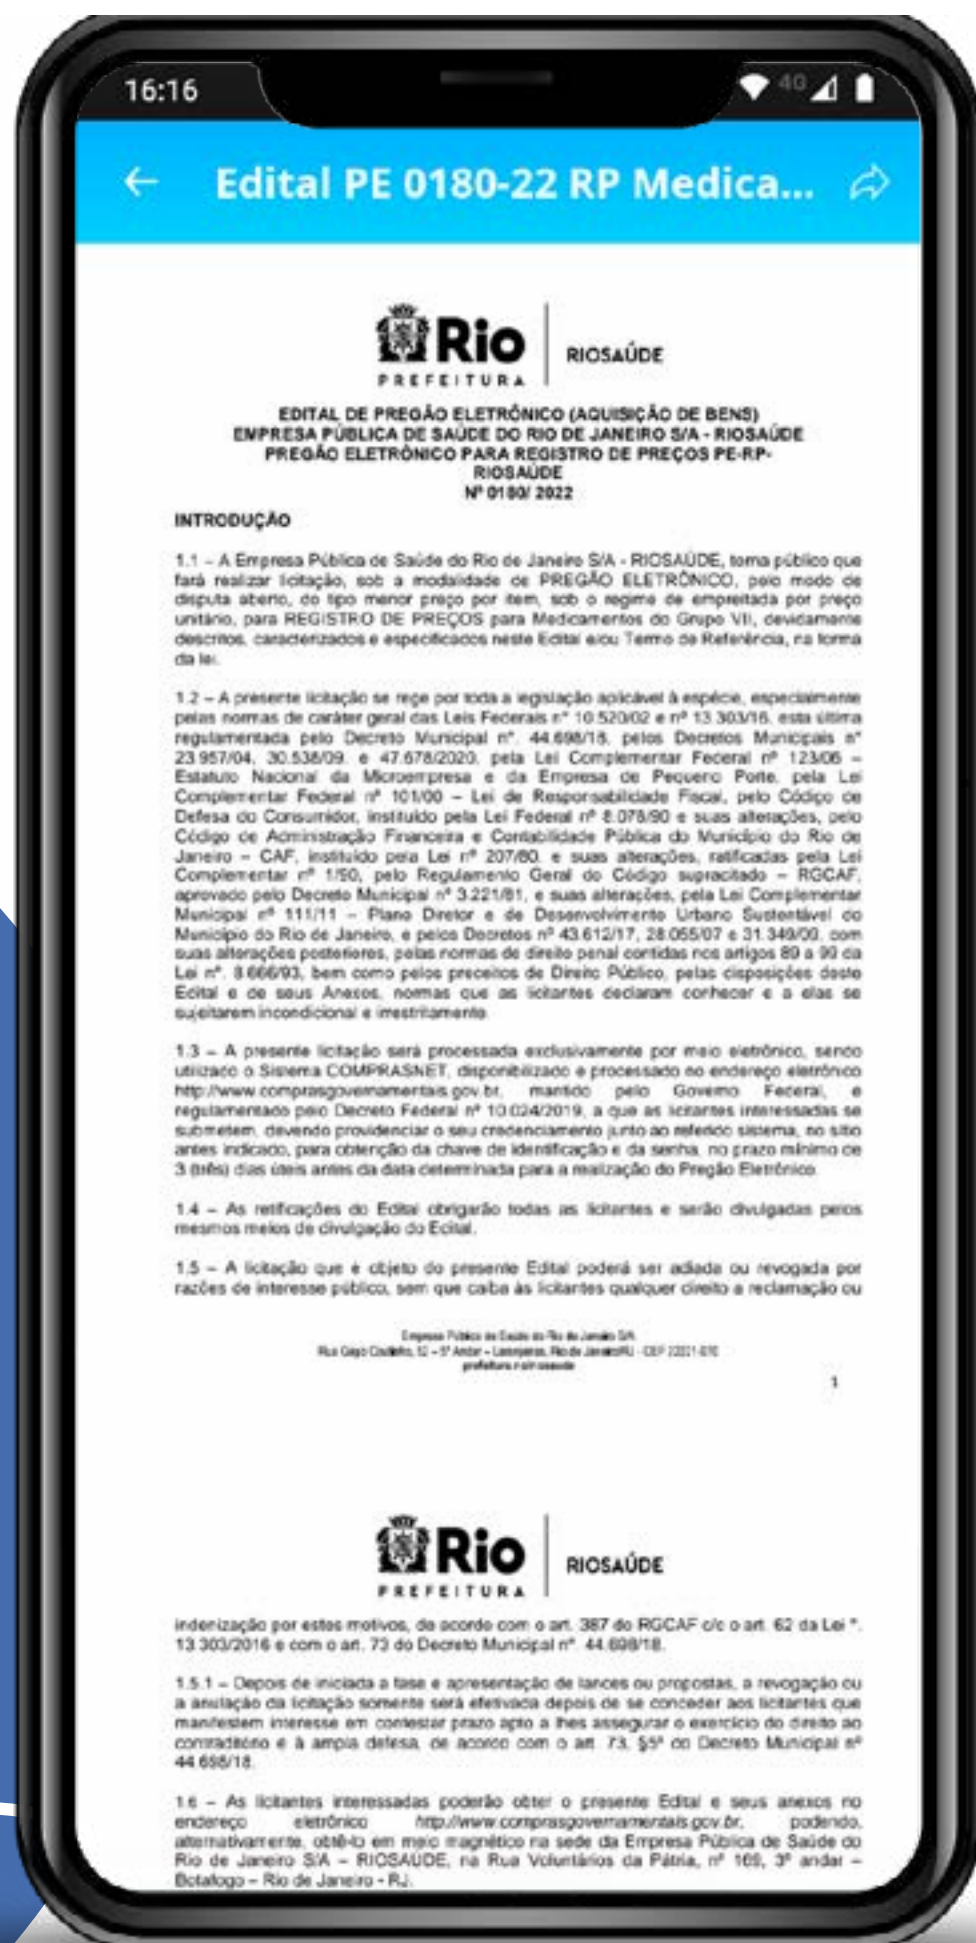 16:16
4G
Edital PE 0180-22 RP Medica...
Rio
PREFEITURA
RIOSAÚDE
EDITAL DE PREGÃO ELETRÔNICO (AQUISIÇÃO DE BENS)
EMPRESA PÚBLICA DE SAÚDE DO RIO DE JANEIRO S/A - RIOSAÚDE
PREGÃO ELETRÔNICO PARA REGISTRO DE PREÇOS PE-RP-
RIOSAÚDE
Nº 0180/ 2022
INTRODUÇÃO
1.1 – A Empresa Pública de Saúde do Rio de Janeiro S/A - RIOSAÚDE, torna público que
fará realizar licitação, sob a modalidade de PREGÃO ELETRÔNICO, pelo modo de
disputa aberto, do tipo menor preço por item, sob o regime de empreitada por preço
unitário, para REGISTRO DE PREÇOS para Medicamentos do Grupo VII, devidamente
descritos, caracterizados e especificados neste Edital e/ou Termo de Referência, na forma
da lei.
1.2 – A presente licitação se rege por toda a legislação aplicável à espécie, especialmente
pelas normas de caráter geral das Leis Federais n° 10.520/02 e nº 13.303/16, esta última
regulamentada pelo Decreto Municipal n°. 44.698/18, pelos Decretos Municipais n°
23.957/04, 30.538/09, e 47.678/2020, pela Lei Complementar Federal nº 123/06 –
Estatuto Nacional da Microempresa e da Empresa de Pequeno Porte, pela Lei
Complementar Federal nº 101/00 – Lei de Responsabilidade Fiscal, pelo Código de
Defesa do Consumidor, instituído pela Lei Federal nº 8.078/90 e suas alterações, pelo
Código de Administração Financeira e Contabilidade Pública do Município do Rio de
Janeiro – CAF, instituído pela Lei nº 207/80, e suas alterações, ratificadas pela Lei
Complementar nº 1/90, pelo Regulamento Geral do Código supracitado – RGCAF,
aprovado pelo Decreto Municipal nº 3.221/81, e suas alterações, pela Lei Complementar
Municipal nº 111/11 – Plano Diretor e de Desenvolvimento Urbano Sustentável do
Município do Rio de Janeiro, e pelos Decretos nº 43.612/17, 28.055/07 e 31.349/09, com
suas alterações posteriores, pelas normas de direito penal contidas nos artigos 89 a 99 da
Lei nº. 8.666/93, bem como pelos preceitos de Direito Público, pelas disposições deste
Edital e de seus Anexos, normas que as licitantes declaram conhecer e a elas se
sujeitarem incondicional e irrestritamente.
1.3 – A presente licitação será processada exclusivamente por meio eletrônico, sendo
utilizado o Sistema COMPRASNET, disponibilizado e processado no endereço eletrônico
http://www.comprasgovernamentais.gov.br, mantido pelo Governo Federal, e
regulamentado pelo Decreto Federal nº 10.024/2019, a que as licitantes interessadas se
submetem, devendo providenciar o seu credenciamento junto ao referido sistema, no sítio
antes indicado, para obtenção da chave de identificação e da senha, no prazo mínimo de
3 (três) dias úteis antes da data determinada para a realização do Pregão Eletrônico.
1.4 – As retificações do Edital obrigarão todas as licitantes e serão divulgadas pelos
mesmos meios de divulgação do Edital.
1.5 – A licitação que é objeto do presente Edital poderá ser adiada ou revogada por
razões de interesse público, sem que caiba às licitantes qualquer direito a reclamação ou
Empresa Pública de Saúde do Rio de Janeiro S/A
Rua Gago Coutinho, 52 – 5º Andar – Laranjeiras, Rio de Janeiro/RJ - CEP 22221-070
prefeitura.rio/riosaude
1
Rio
PREFEITURA
RIOSAÚDE
indenização por estes motivos, de acordo com o art. 387 do RGCAF c/c o art. 62 da Lei °.
13.303/2016 e com o art. 73 do Decreto Municipal nº. 44.698/18.
1.5.1 – Depois de iniciada a fase e apresentação de lances ou propostas, a revogação ou
a anulação da licitação somente será efetivada depois de se conceder aos licitantes que
manifestem interesse em contestar prazo apto a lhes assegurar o exercício do direito ao
contraditório e à ampla defesa, de acordo com o art. 73, §5º do Decreto Municipal nº
44.698/18.
1.6 – As licitantes interessadas poderão obter o presente Edital e seus anexos no
endereço eletrônico http://www.comprasgovernamentais.gov.br, podendo,
alternativamente, obtê-lo em meio magnético na sede da Empresa Pública de Saúde do
Rio de Janeiro S/A – RIOSAÚDE, na Rua Voluntários da Pátria, nº 169, 3º andar –
Botafogo – Rio de Janeiro - RJ.